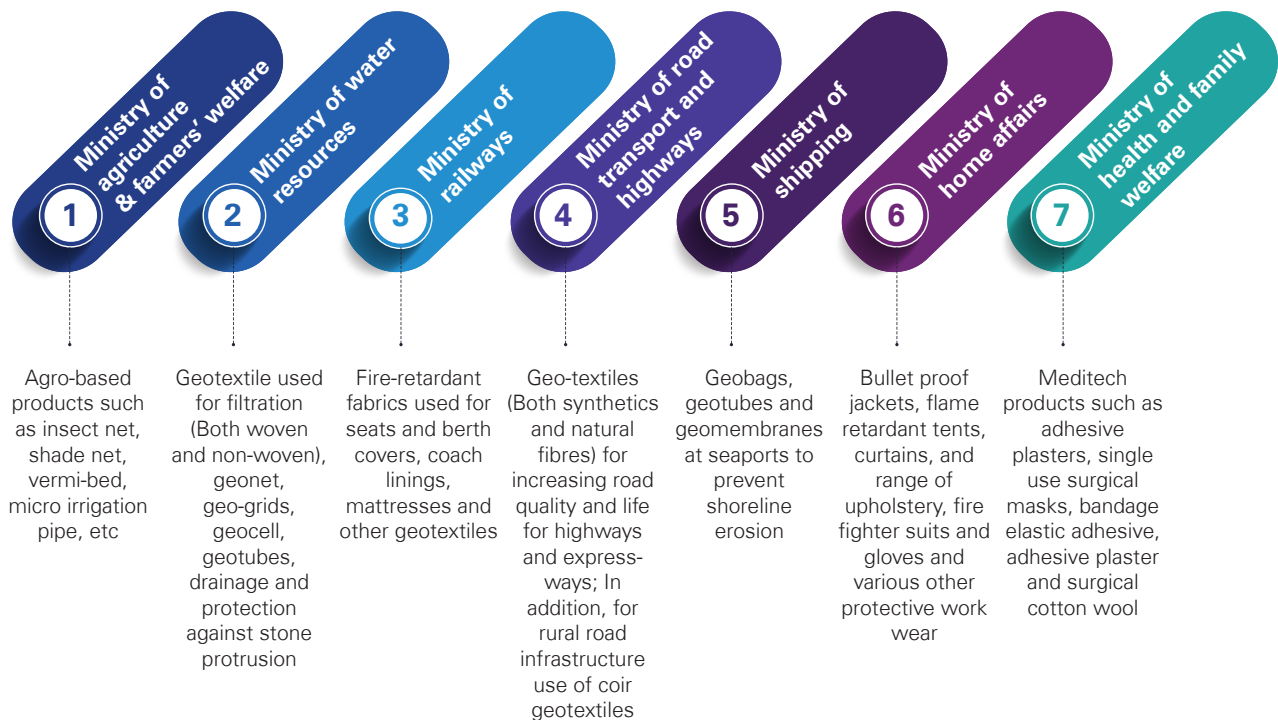 Ministry of
agriculture
& farmers’ welfare
1
Agro-based
products such
as insect net,
shade net,
vermi-bed,
micro irrigation
pipe, etc
Ministry of water
resources
2
Geotextile used
for filtration
(Both woven
and non-woven),
geonet,
geo-grids,
geocell,
geotubes,
drainage and
protection
against stone
protrusion
Ministry of
railways
3
Fire-retardant
fabrics used for
seats and berth
covers, coach
linings,
mattresses and
other geotextiles
Ministry of road
transport and
highways
4
Geo-textiles
(Both synthetics
and natural
fibres) for
increasing road
quality and life
for highways
and express-
ways; In
addition, for
rural road
infrastructure
use of coir
geotextiles
Ministry of
shipping
5
Geobags,
geotubes and
geomembranes
at seaports to
prevent
shoreline
erosion
Ministry of
home affairs
6
Bullet proof
jackets, flame
retardant tents,
curtains, and
range of
upholstery, fire
fighter suits and
gloves and
various other
protective work
wear
Ministry of
health and family
welfare
7
Meditech
products such as
adhesive
plasters, single
use surgical
masks, bandage
elastic adhesive,
adhesive plaster
and surgical
cotton wool